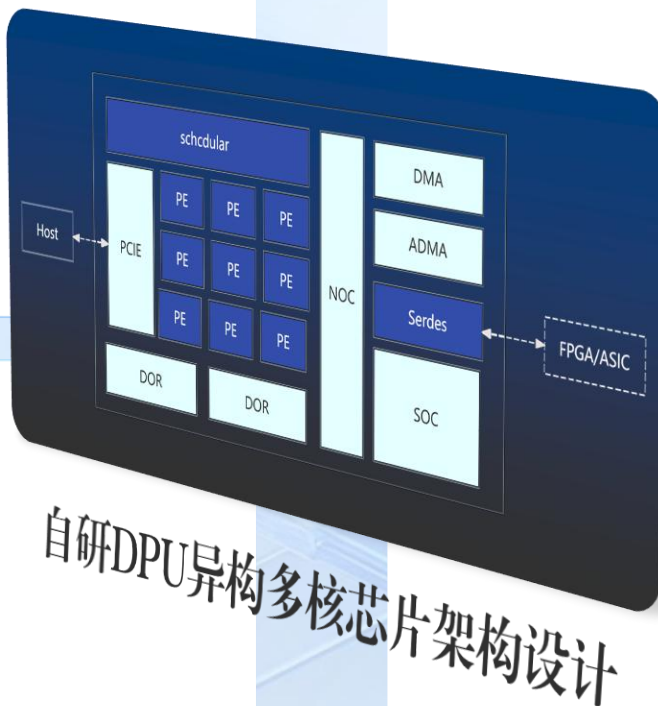 schcdular
Host
PCIE
PE PE PE
PE PE PE
PE PE PE
DOR
DOR
NOC
DMA
ADMA
Serdes
SOC
FPGA/ASIC
自研DPU异构多核芯片架构设计